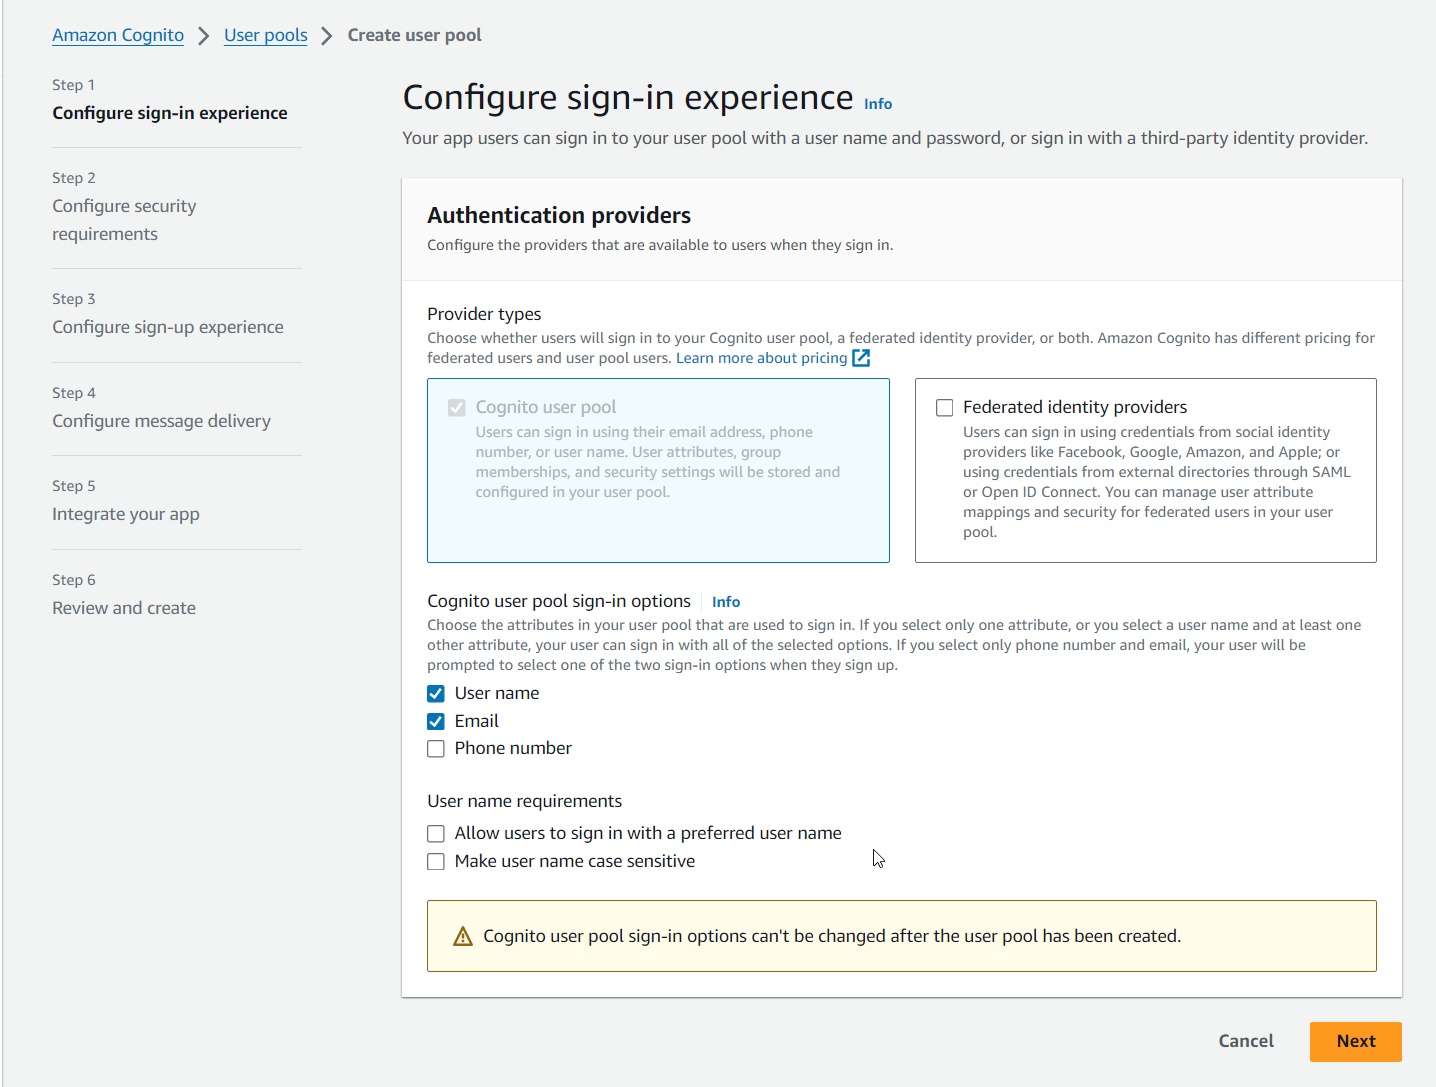 Amazon Cognito > User pools > Create user pool
Step 1
Configure sign-in experience
Step 2
Configure security
requirements
Step 3
Configure sign-up experience
Step 4
Configure message delivery
Step 5
Integrate your app
Step 6
Review and create
Configure sign-in experience Info
Your app users can sign in to your user pool with a user name and password, or sign in with a third-party identity provider.
Authentication providers
Configure the providers that are available to users when they sign in.
Provider types
Choose whether users will sign in to your Cognito user pool, a federated identity provider, or both. Amazon Cognito has different pricing for
federated users and user pool users. Learn more about pricing
Cognito user pool
Users can sign in using their email address, phone
number, or user name. User attributes, group
memberships, and security settings will be stored and
configured in your user pool.
Federated identity providers
Users can sign in using credentials from social identity
providers like Facebook, Google, Amazon, and Apple; or
using credentials from external directories through SAML
or Open ID Connect. You can manage user attribute
mappings and security for federated users in your user
pool.
Cognito user pool sign-in options Info
Choose the attributes in your user pool that are used to sign in. If you select only one attribute, or you select a user name and at least one
other attribute, your user can sign in with all of the selected options. If you select only phone number and email, your user will be
prompted to select one of the two sign-in options when they sign up.
User name
Email
Phone number
User name requirements
Allow users to sign in with a preferred user name
Make user name case sensitive
Cognito user pool sign-in options can't be changed after the user pool has been created.
Cancel Next